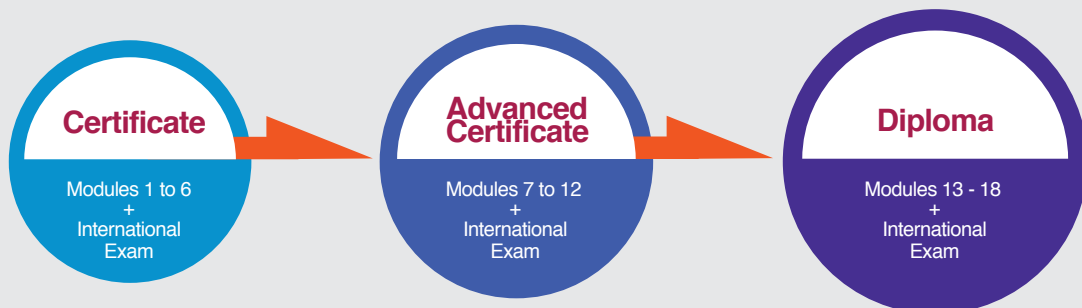 Certificate
Modules 1 to 6
+
International
Exam
Advanced
Certificate
Modules 7 to 12
+
International
Exam
Diploma
Modules 13 - 18
+
International
Exam